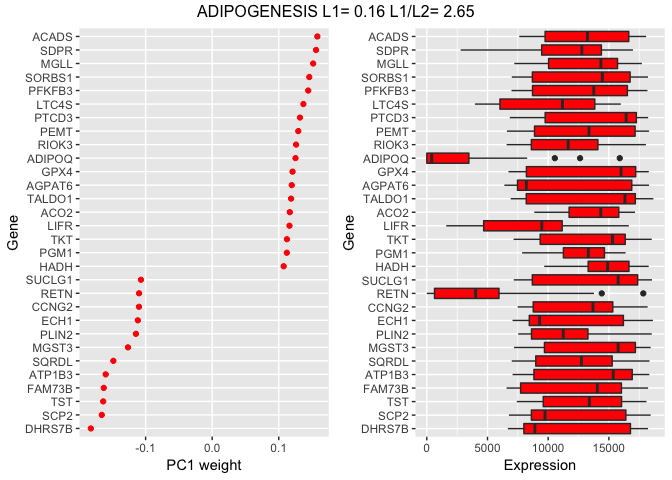 ADIPOGENESIS L1= 0.16 L1/L2= 2.65
Gene
ACADS
SDPR
MGLL
SORBS1
PFKFB3
LTC4S
PTCD3
PEMT
RIOK3
ADIPOQ
GPX4
AGPAT6
TALDO1
ACO2
LIFR
TKT
PGM1
HADH
SUCLG1
RETN
CCNG2
ECH1
PLIN2
MGST3
SQRDL
ATP1B3
FAM73B
TST
SCP2
DHRS7B
-0.1 0.0 0.1
PC1 weight
Gene
ACADS
SDPR
MGLL
SORBS1
PFKFB3
LTC4S
PTCD3
PEMT
RIOK3
ADIPOQ
GPX4
AGPAT6
TALDO1
ACO2
LIFR
TKT
PGM1
HADH
SUCLG1
RETN
CCNG2
ECH1
PLIN2
MGST3
SQRDL
ATP1B3
FAM73B
TST
SCP2
DHRS7B
0 5000 10000 15000
Expression